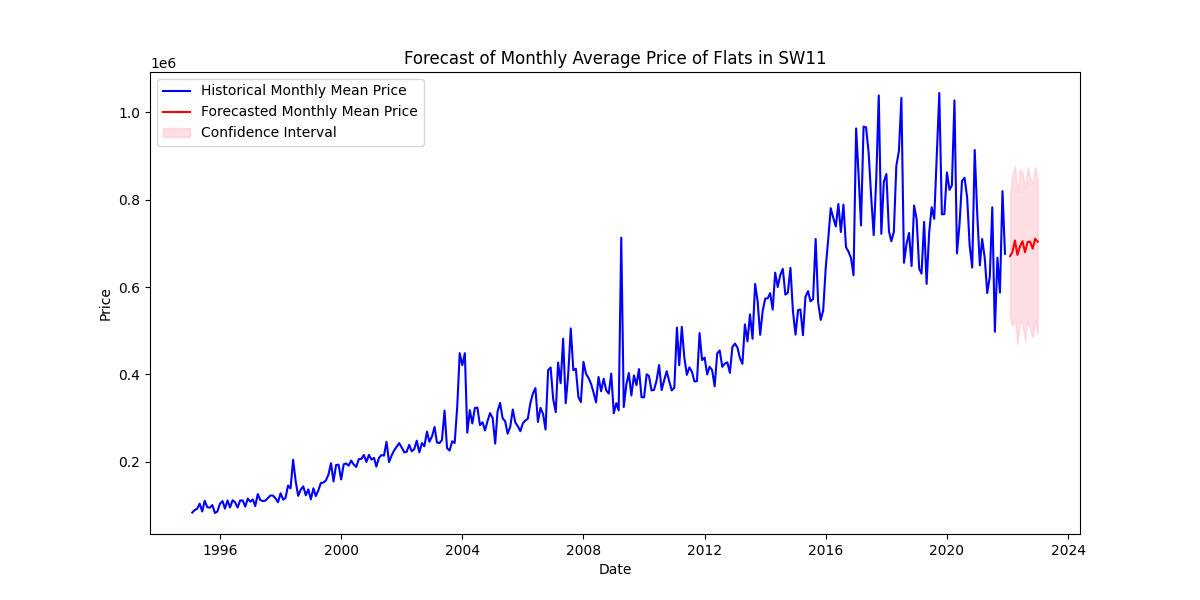 Forecast of Monthly Average Price of Flats in SW11
1e6
Historical Monthly Mean Price
Forecasted Monthly Mean Price
Confidence Interval
1.0
0.8
0.6
0.4
0.2
Price
1996 2000 2004 2008 2012 2016 2020 2024
Date